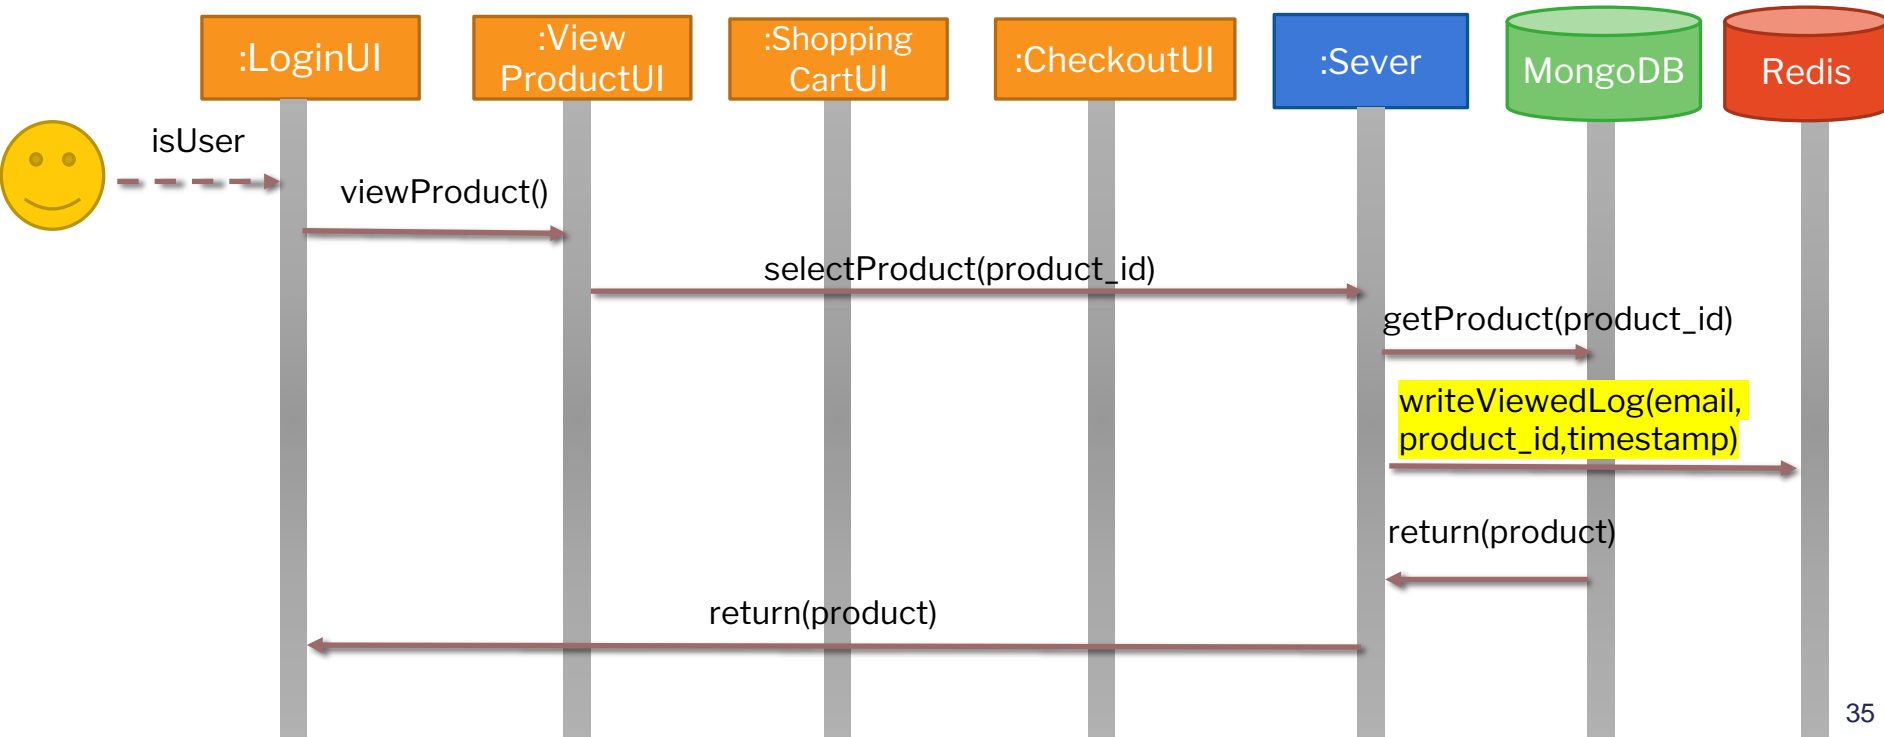 :LoginUI
:View
ProductUI
:Shopping
CartUI
:CheckoutUI
:Sever
MongoDB
Redis
isUser
viewProduct()
selectProduct(product_id)
getProduct(product_id)
writeViewedLog(email,
product_id,timestamp)
return(product)
return(product)
35